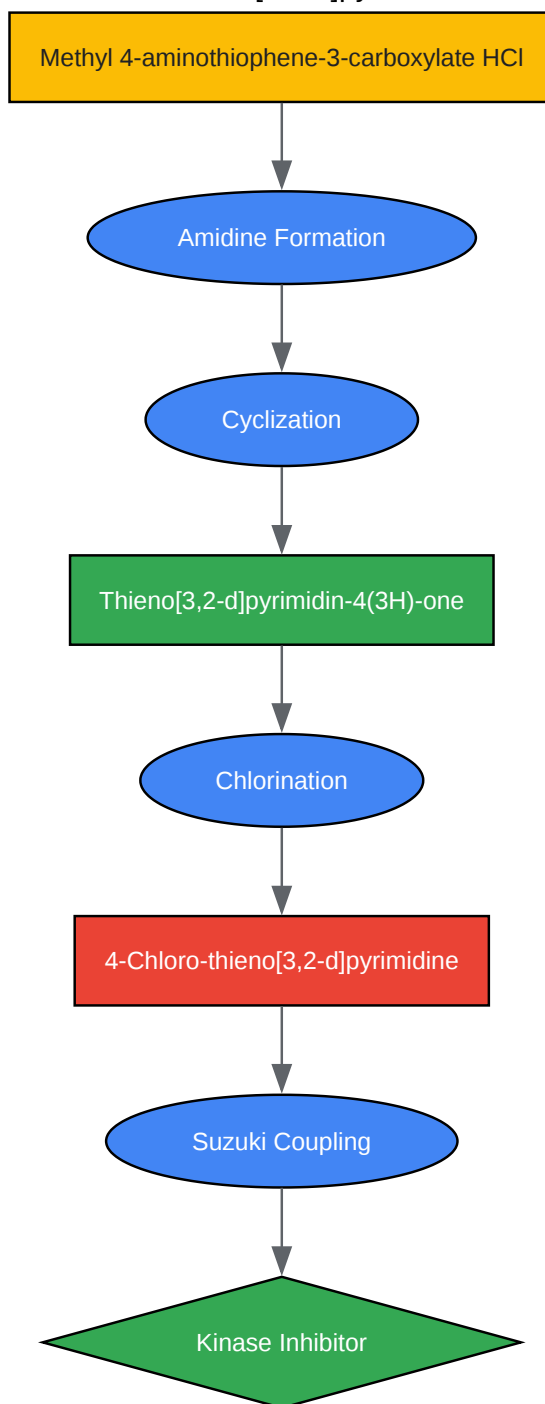 Methyl 4-aminothiophene-3-carboxylate HCl
Amidine Formation
Cyclization
Thieno[3,2-d]pyrimidin-4(3H)-one
Chlorination
4-Chloro-thieno[3,2-d]pyrimidine
Suzuki Coupling
Kinase Inhibitor